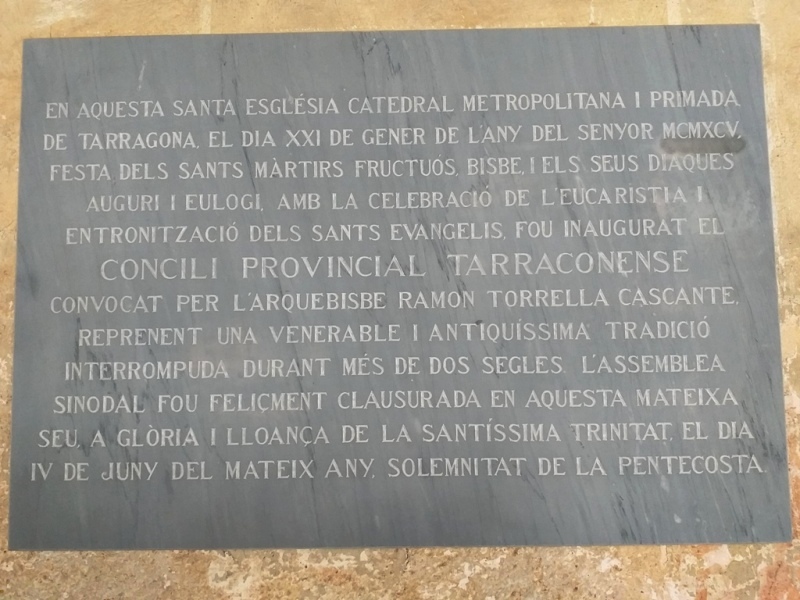 EN AQUESTA SANTA ESGLÉSIA CATEDRAL METROPOLITANA I PRIMADA
DE TARRAGONA, EL DIA XXI DE GENER DE L'ANY DEL SENYOR MCMXCV,
FESTA DELS SANTS MÀRTIRS FRUCTUÓS, BISBE, I ELS SEUS DIAQUES
AUGURI I EULOGI, AMB LA CELEBRACIÓ DE L'EUCARISTIA I
ENTRONITZACIÓ DELS SANTS EVANGELIS, FOU INAUGURAT EL
CONCILI PROVINCIAL TARRACONENSE
CONVOCAT PER L'ARQUEBISBE RAMON TORRELLA CASCANTE,
REPRENENT UNA VENERABLE I ANTIQUÍSSIMA TRADICIÓ
INTERROMPUDA DURANT MÉS DE DOS SEGLES. L'ASSEMBLEA
SINODAL FOU FELIÇMENT CLAUSURADA EN AQUESTA MATEIXA
SEU, A GLÒRIA I LLOANÇA DE LA SANTÍSSIMA TRINITAT, EL DIA
IV DE JUNY DEL MATEIX ANY, SOLEMNITAT DE LA PENTECOSTA.